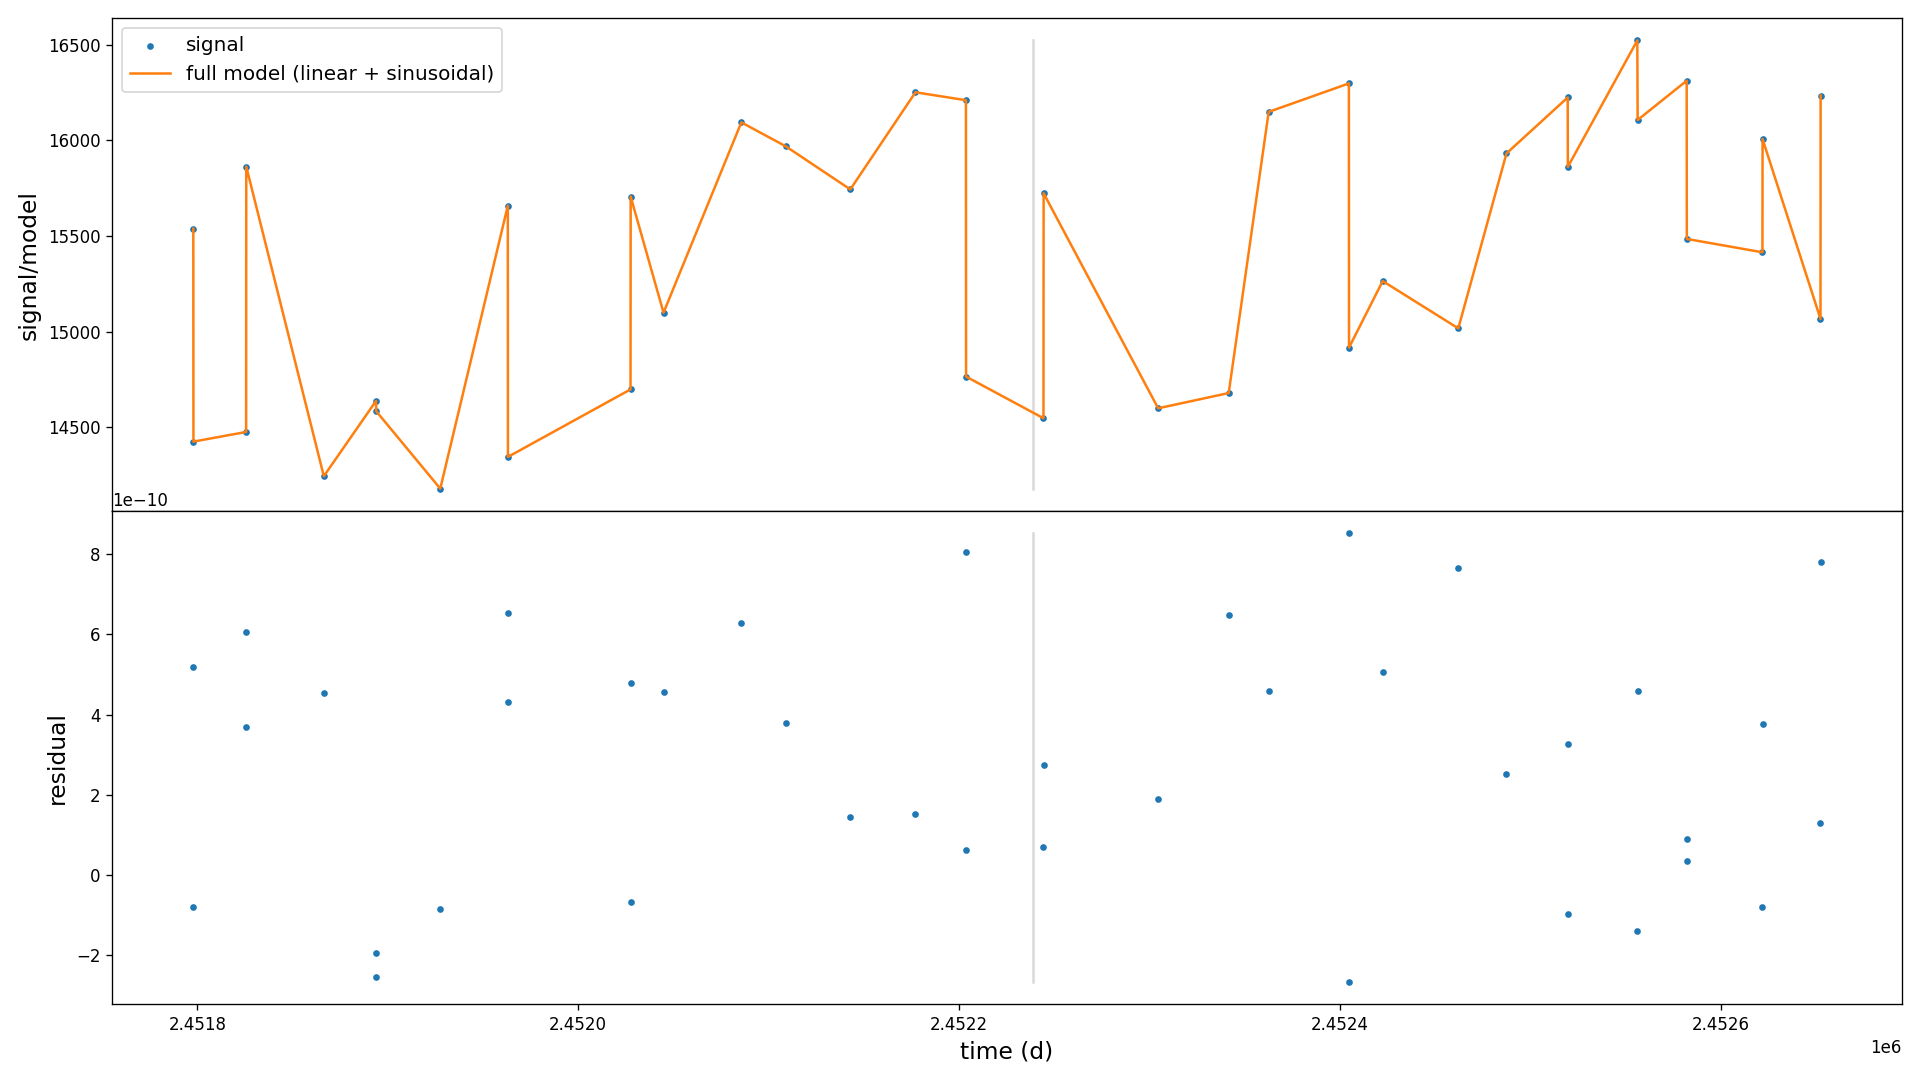 signal
full model (linear + sinusoidal)
16500
16000
15500
15000
14500
signal/model
1e−10
8
6
4
2
0
−2
residual
2.4518
2.4520
2.4522
2.4524
2.4526
time (d)
1e6